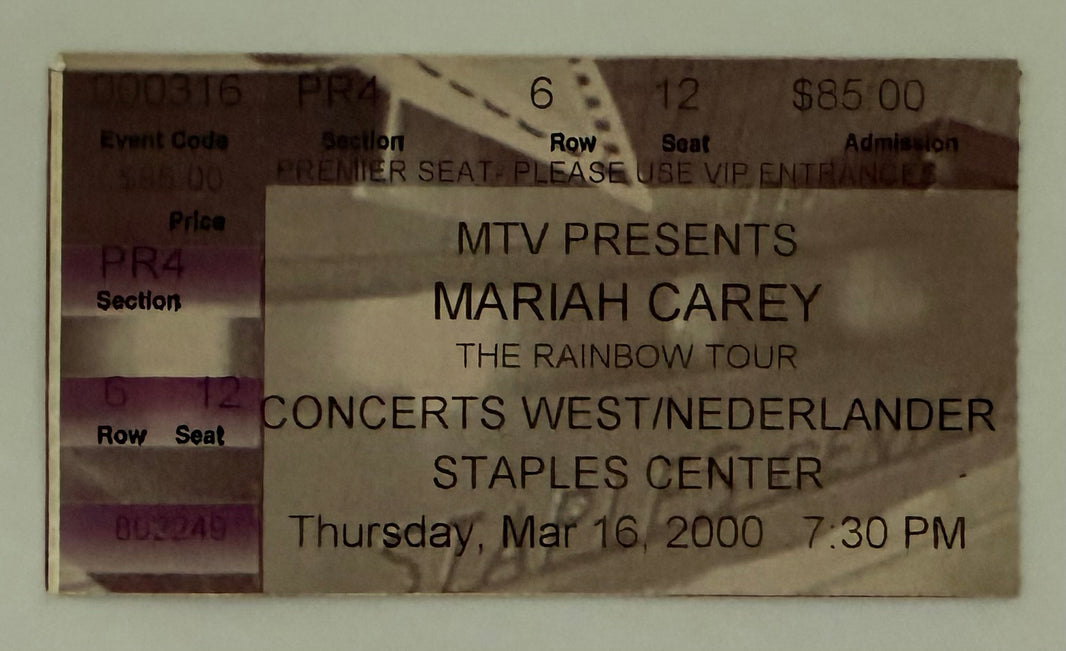 000316 PR4 6 12 $85.00
Event Code Section Row Seat Admission
PREMIER SEAT- PLEASE USE VIP ENTRANCES
$85.00
Price
PR4
Section
6 12
Row Seat
802249
MTV PRESENTS
MARIAH CAREY
THE RAINBOW TOUR
CONCERTS WEST/NEDERLANDER
STAPLES CENTER
Thursday, Mar 16, 2000 7:30 PM
STAPLES CENTER